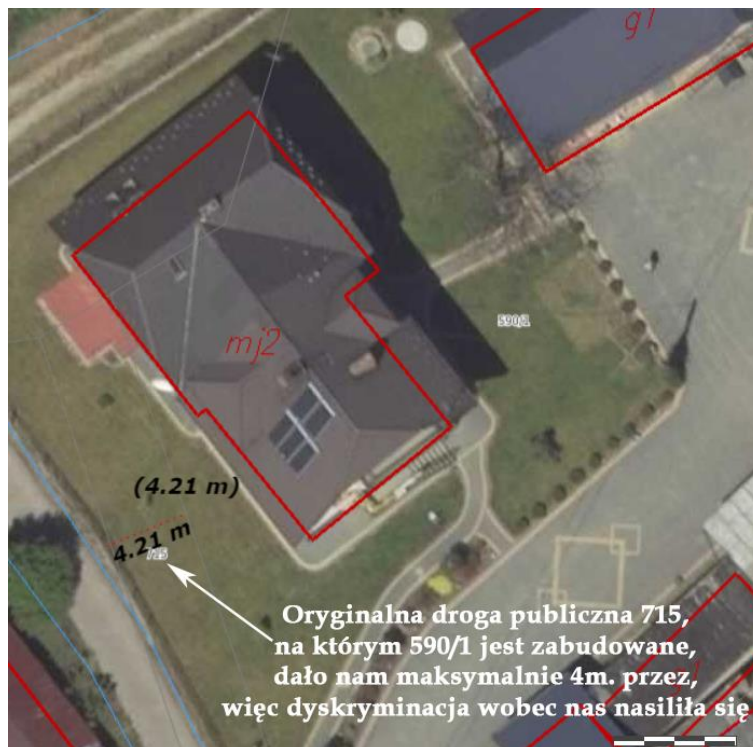 g1
mj2
590/1
(4.21 m)
4.21 m
715
Oryginalna droga publiczna 715,
na którym 590/1 jest zabudowane,
dało nam maksymalnie 4m. przez,
więc dyskryminacja wobec nas nasiliła się